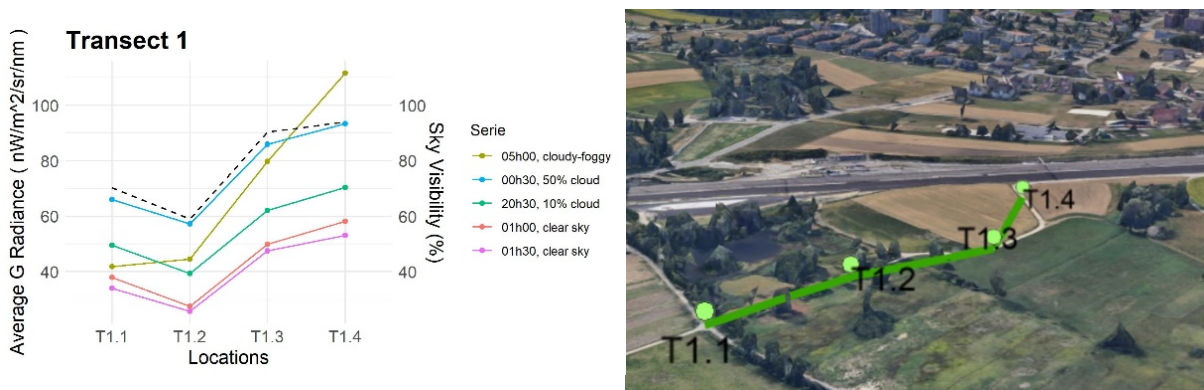 Transect 1
Average G Radiance ( nW/m^2/sr/nm )
100
80
60
40
T1.1
T1.2
T1.3
T1.4
Locations
100
80
60
40
Sky Visibility (%)
Serie
05h00, cloudy-foggy
00h30, 50% cloud
20h30, 10% cloud
01h00, clear sky
01h30, clear sky
T1.4
T1.3
T1.2
T1.1